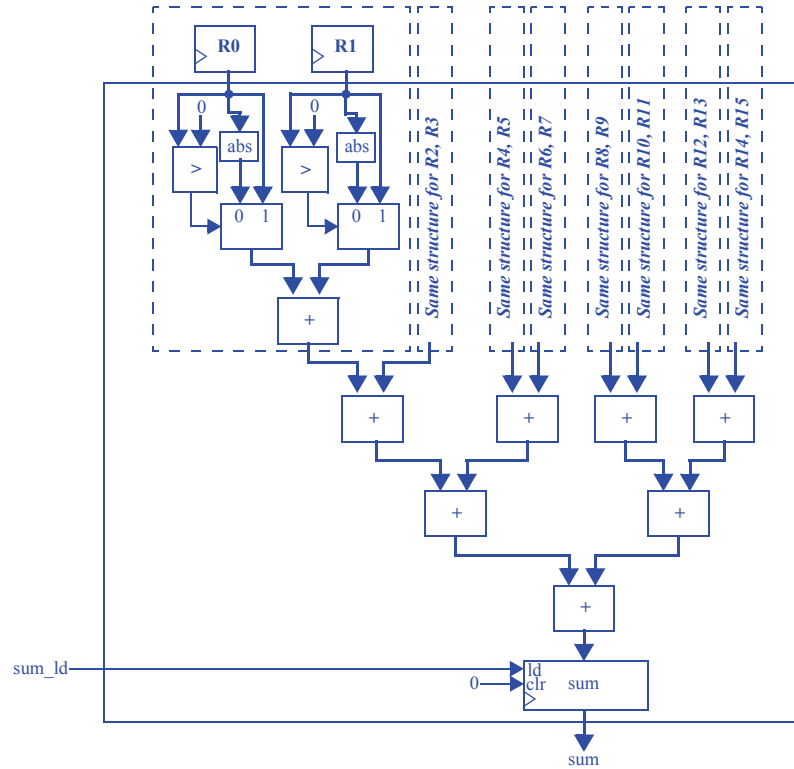 R0 R1
0 0
abs abs
> >
0 1 0 1
+
Same structure for R2, R3
Same structure for R4, R5
Same structure for R6, R7
Same structure for R8, R9
Same structure for R10, R11
Same structure for R12, R13
Same structure for R14, R15
+ + + +
+ +
+
sum_ld
ld
0
clr sum
sum